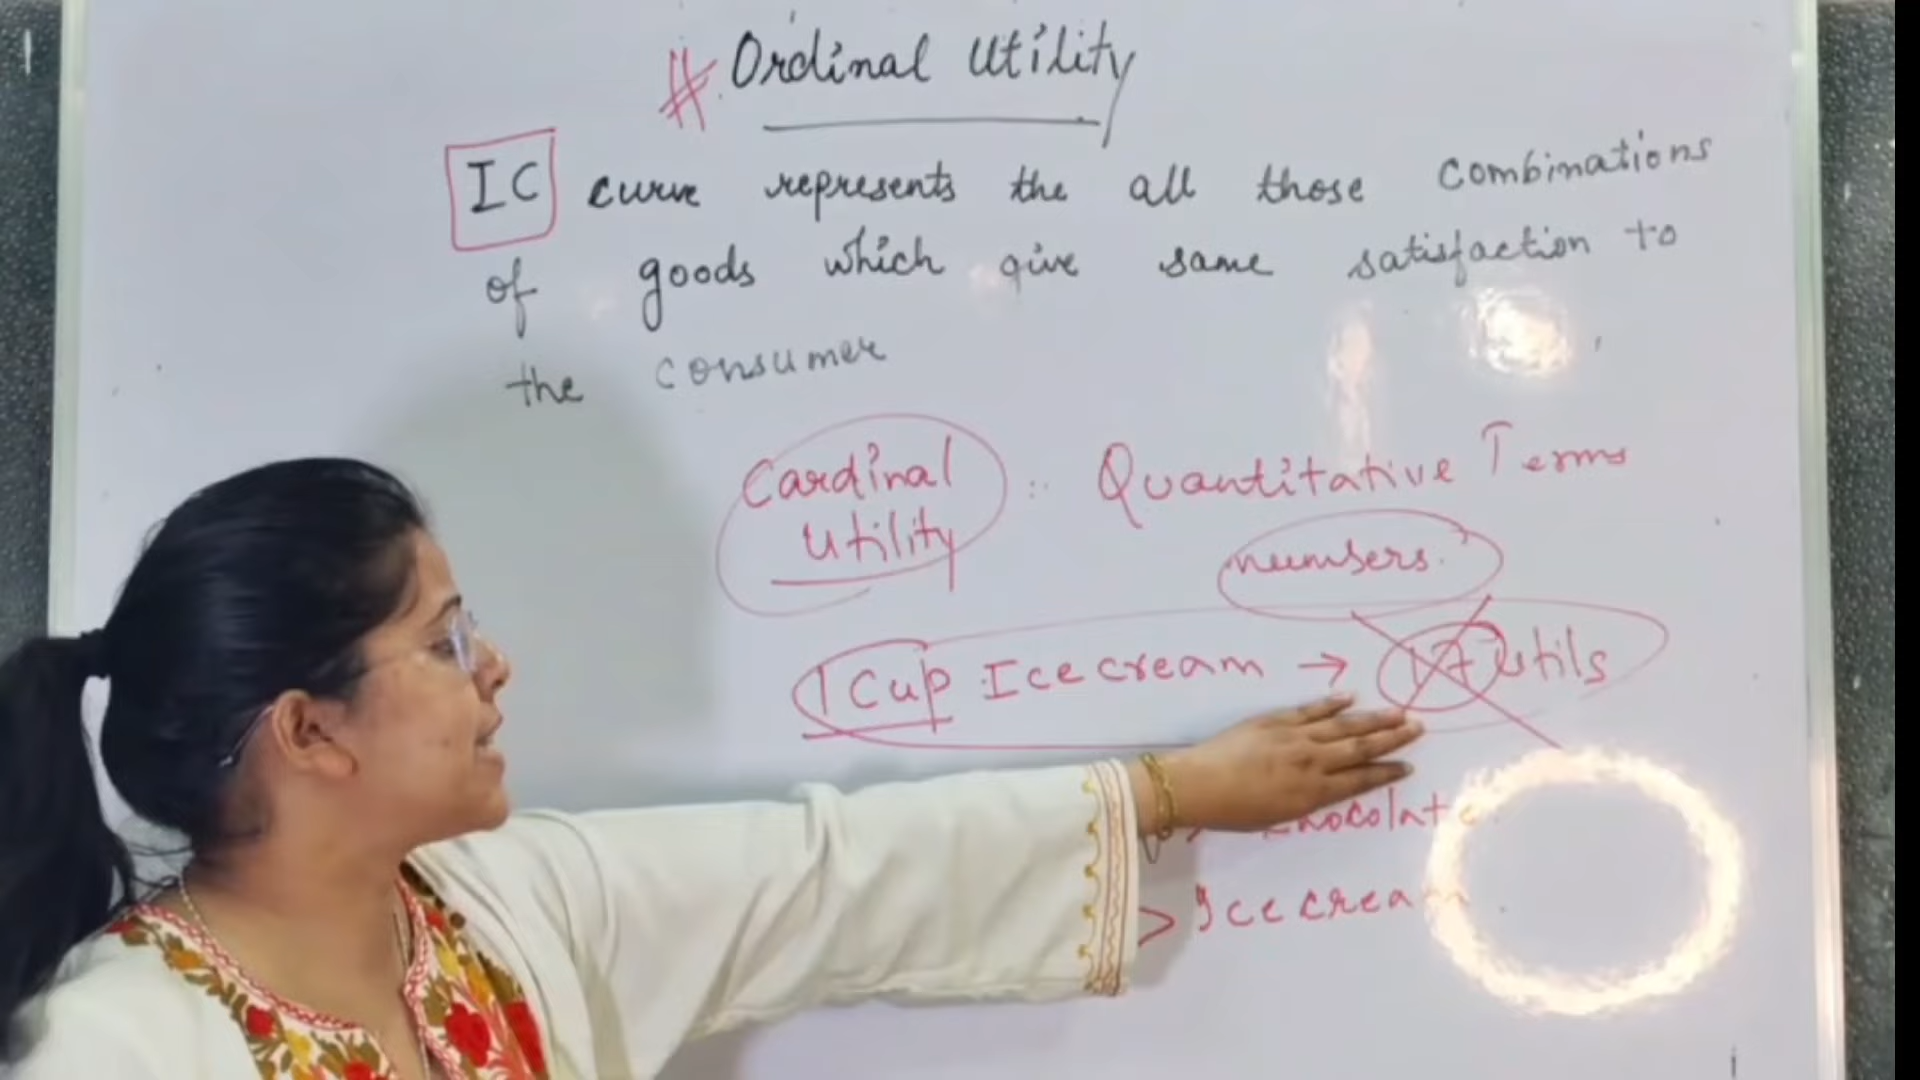 # Ordinal Utility
IC curve represents the all those combinations
of goods which give same satisfaction to
the consumer
Cardinal Utility :: Quantitative Terms
numbers.
1 Cup Icecream → 17 Utils
> Icecream